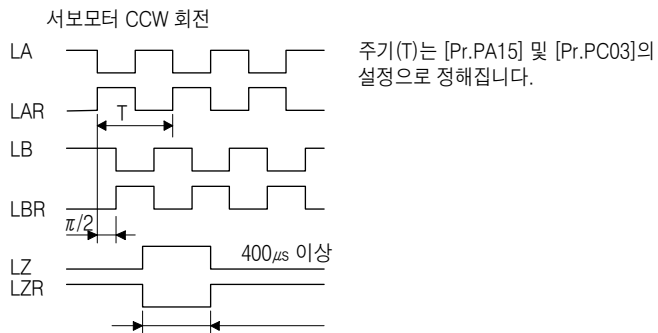 서보모터 CCW 회전
LA
주기(T)는 [Pr.PA15] 및 [Pr.PC03]의
설정으로 정해집니다.
LAR
T
LB
LBR
π/2
400μs 이상
LZ
LZR